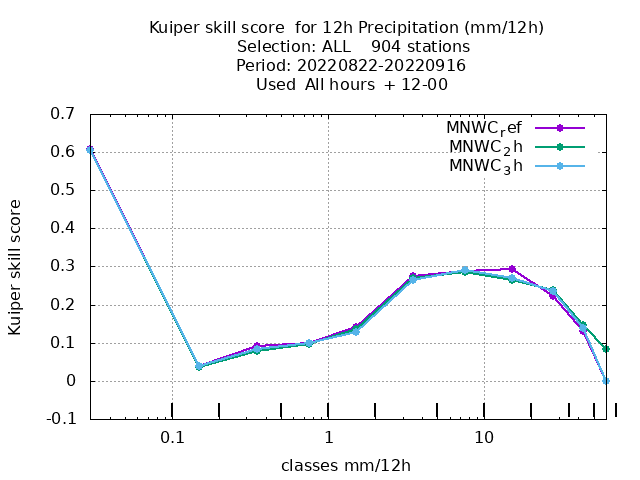 Kuiper skill score  for 12h Precipitation (mm/12h)
Selection: ALL    904 stations
Period: 20220822-20220916
Used  All hours  + 12-00
0.7
0.6
0.5
0.4
0.3
0.2
0.1
0
-0.1
Kuiper skill score
MNWC_ref
MNWC_2h
MNWC_3h
0.1 1 10
classes mm/12h